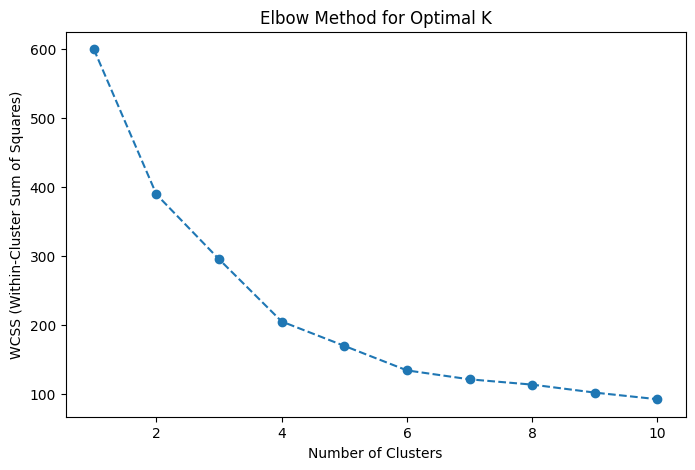 Elbow Method for Optimal K
WCSS (Within-Cluster Sum of Squares)
600
500
400
300
200
100
2 4 6 8 10
Number of Clusters